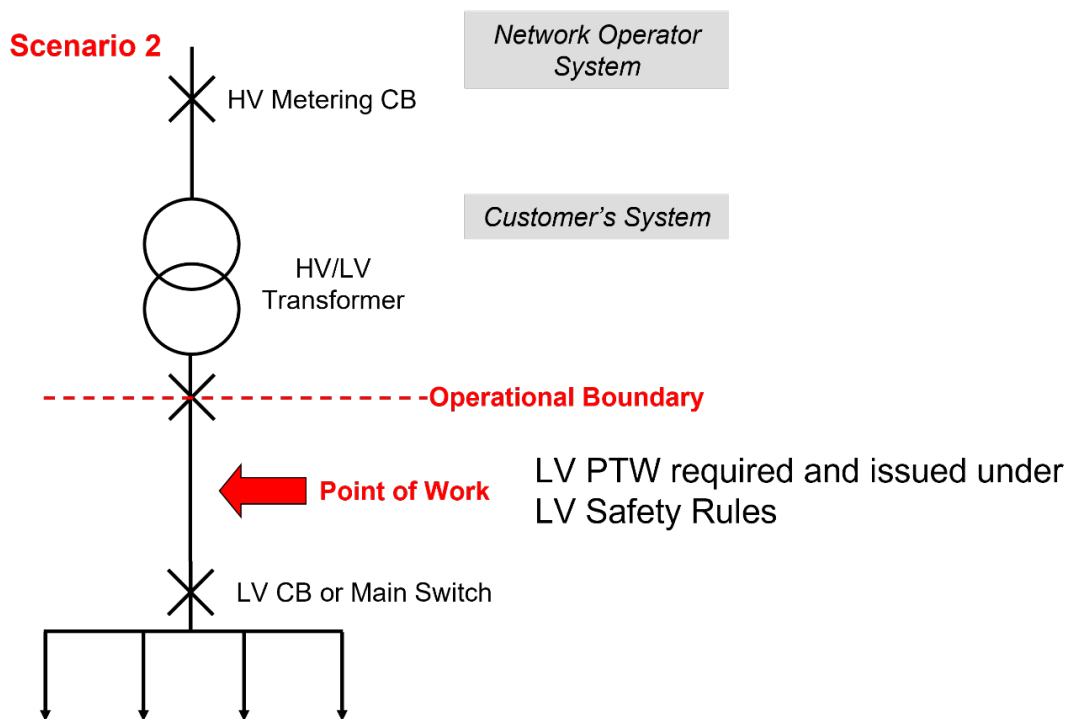 Scenario 2
Network Operator
System
HV Metering CB
Customer's System
HV/LV
Transformer
Operational Boundary
Point of Work
LV PTW required and issued under
LV Safety Rules
LV CB or Main Switch